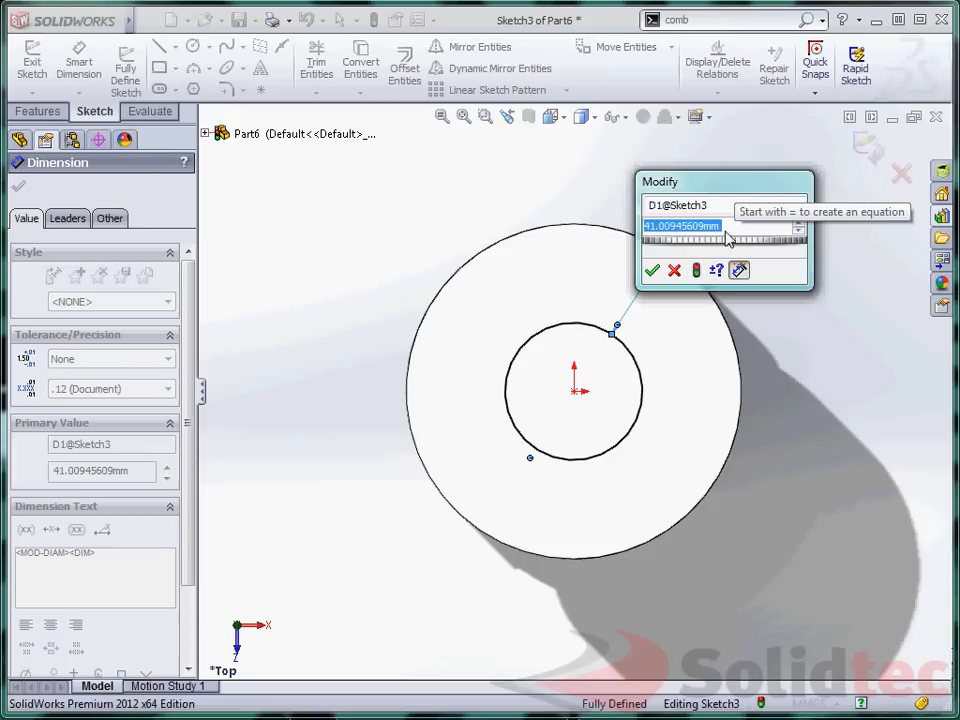 SW SOLIDWORKS
Sketch3 of Part6 *
comb
Exit Sketch
Smart Dimension
Fully Define Sketch
Trim Entities
Convert Entities
Offset Entities
Mirror Entities
Dynamic Mirror Entities
Linear Sketch Pattern
Move Entities
Display/Delete Relations
Repair Sketch
Quick Snaps
Rapid Sketch
Features
Sketch
Evaluate
Part6 (Default<<Default>_...
Dimension
?
Value
Leaders
Other
Style
<NONE>
Tolerance/Precision
None
.12 (Document)
Primary Value
D1@Sketch3
41.00945609mm
Dimension Text
<MOD-DIAM><DIM>
Modify
D1@Sketch3
41.00945609mm
Start with = to create an equation
X
Z
*Top
Solidtec
Model
Motion Study 1
SolidWorks Premium 2012 x64 Edition
Fully Defined
Editing Sketch3
MMGS